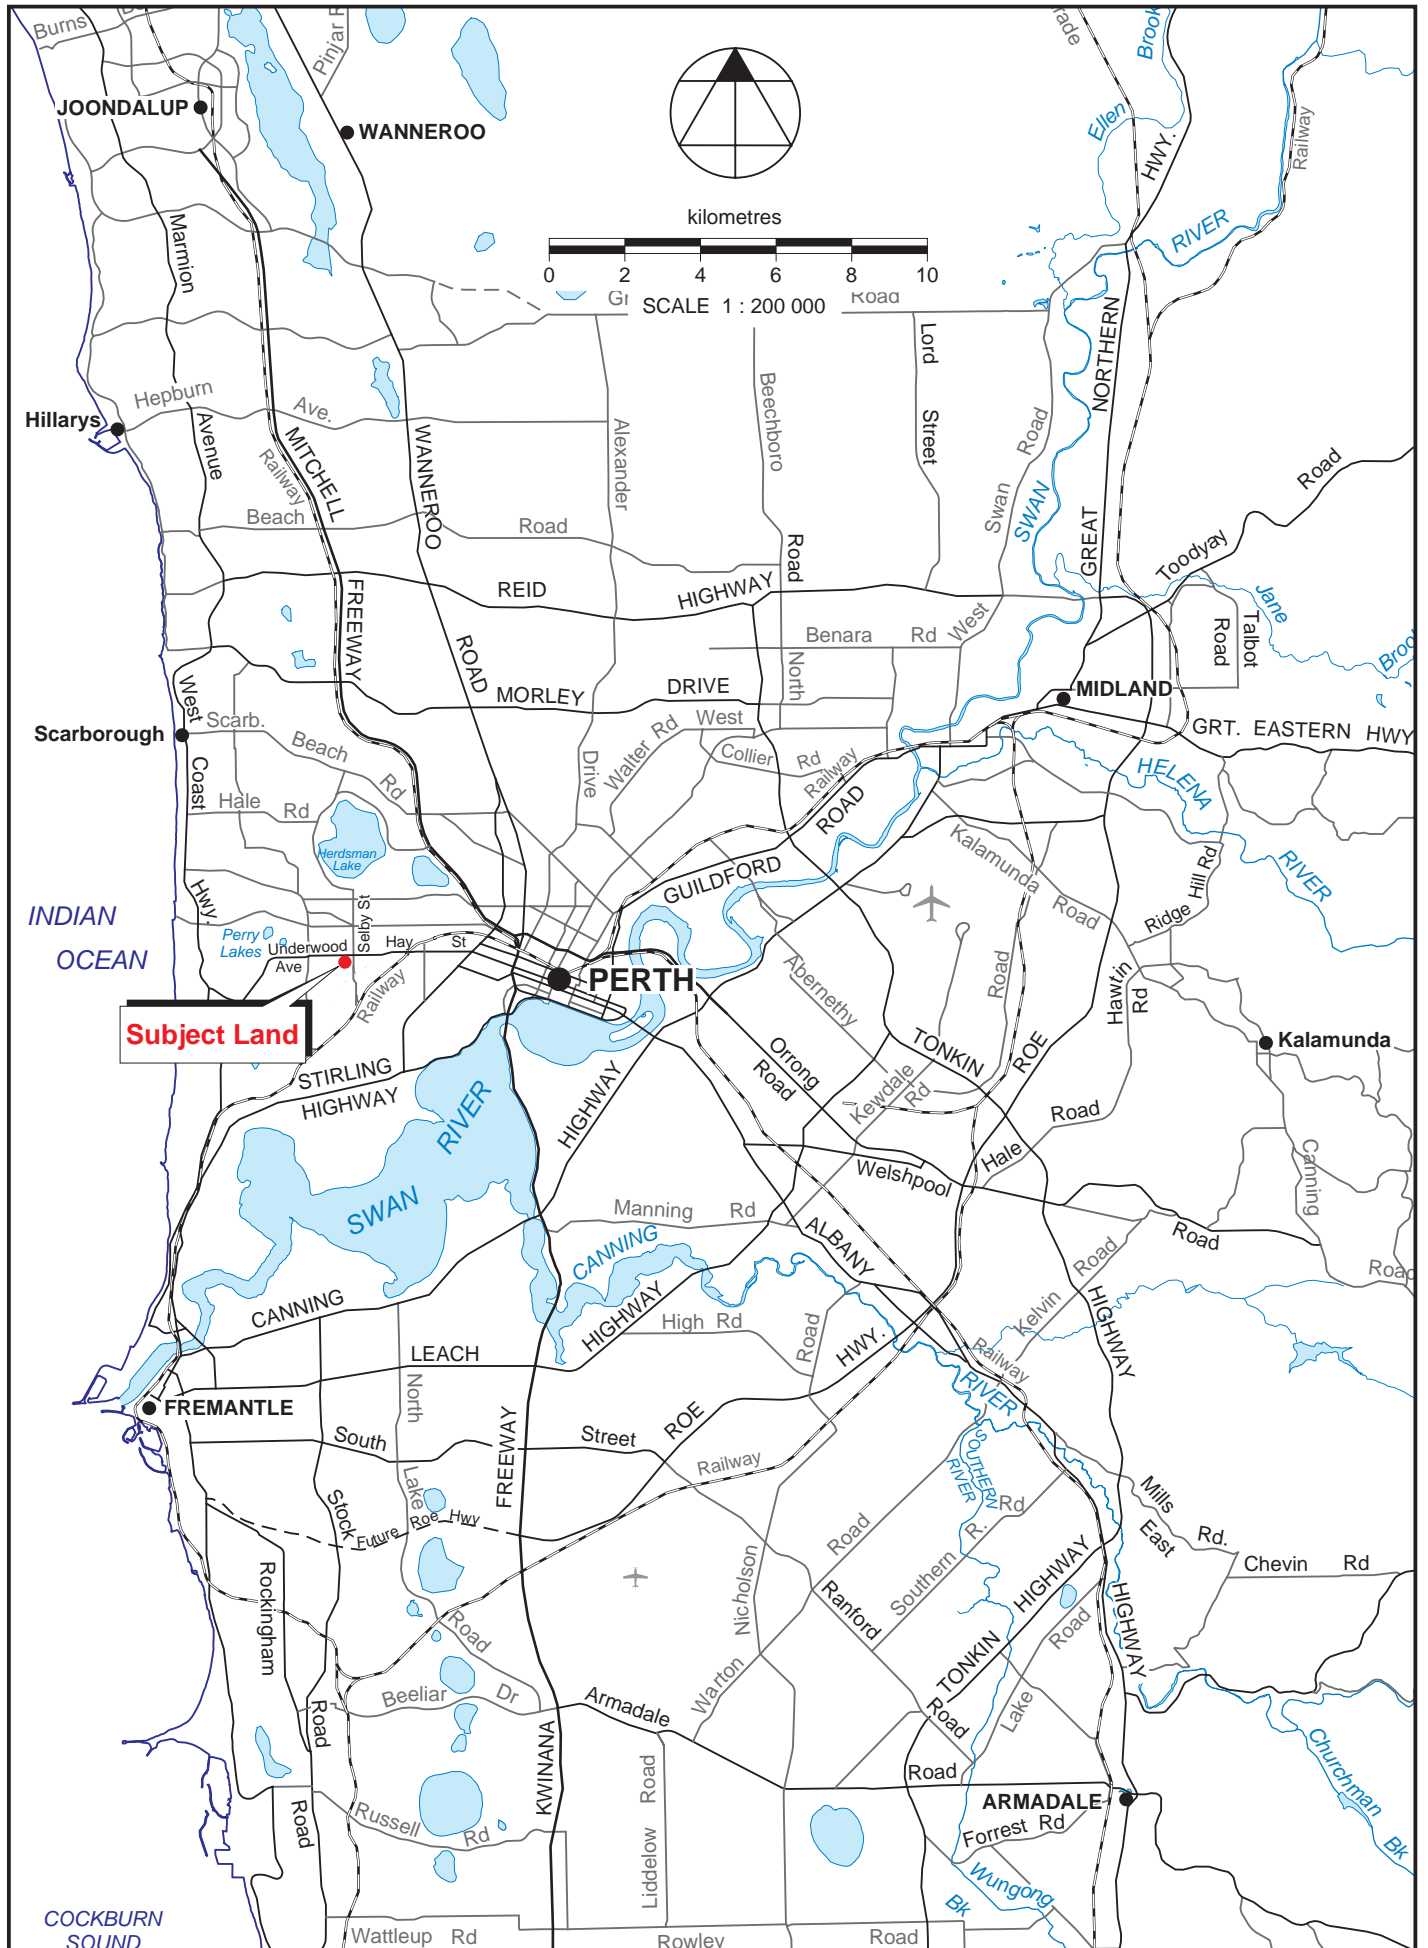 Burns
Pinjar R
rade
Brook
JOONDALUP
WANNEROO
Ellen
HWY.
Railway
RIVER
Marmion
kilometres
0 2 4 6 8 10
SCALE 1 : 200 000
Gr
Road
Lord
Street
NORTHERN
Hepburn
Ave.
Hillarys
Avenue
MITCHELL
Railway
WANNEROO
Alexander
Beechboro
Road
Swan
Road
SWAN
GREAT
Road
Toodyay
Beach
Road
REID
HIGHWAY
FREEWAY
ROAD
Benara Rd
West
Jane
Brook
Talbot
Road
North
MORLEY
DRIVE
MIDLAND
West
Scarb.
Scarborough
Beach
Rd
Coast
Hale Rd
Walter Rd
West
Collier Rd
Railway
Drive
ROAD
GRT. EASTERN HWY
HELENA
RIVER
Herdsman
Lake
GUILDFORD
Kalamunda
Road
Hill Rd
Ridge
Hwy.
Selby St
INDIAN
OCEAN
Perry
Lakes
Underwood
Ave
Hay St
Railway
PERTH
Subject Land
Abernethy
Road
Hawtin
Rd
STIRLING
HIGHWAY
Orrong
Road
TONKIN
ROE
Kalamunda
Kewdale
Rd
HIGHWAY
RIVER
SWAN
Road
Hale
Welshpool
Canning
Manning Rd
CANNING
ALBANY
Road
Road
Road
CANNING
HIGHWAY
High Rd
Road
HWY.
Kelvin
HIGHWAY
Railway
LEACH
North
FREMANTLE
RIVER
South
Street
ROE
Railway
FREEWAY
SOUTHERN
RIVER
Lake
Stock
Future Roe Hwy
Mills
East
Rd.
Chevin Rd
Road
Rd
R.
Southern
HIGHWAY
Nicholson
Rockingham
Ranford
Road
HIGHWAY
Road
TONKIN
Warton
Beeliar Dr
Armadale
Road
Road
Lake
Churchman
Bk
KWINANA
Road
Liddelow
Road
ARMADALE
Road
Russell Rd
Forrest Rd
Wungong
Bk
COCKBURN
SOUND
Wattleup Rd
Rowley
Road